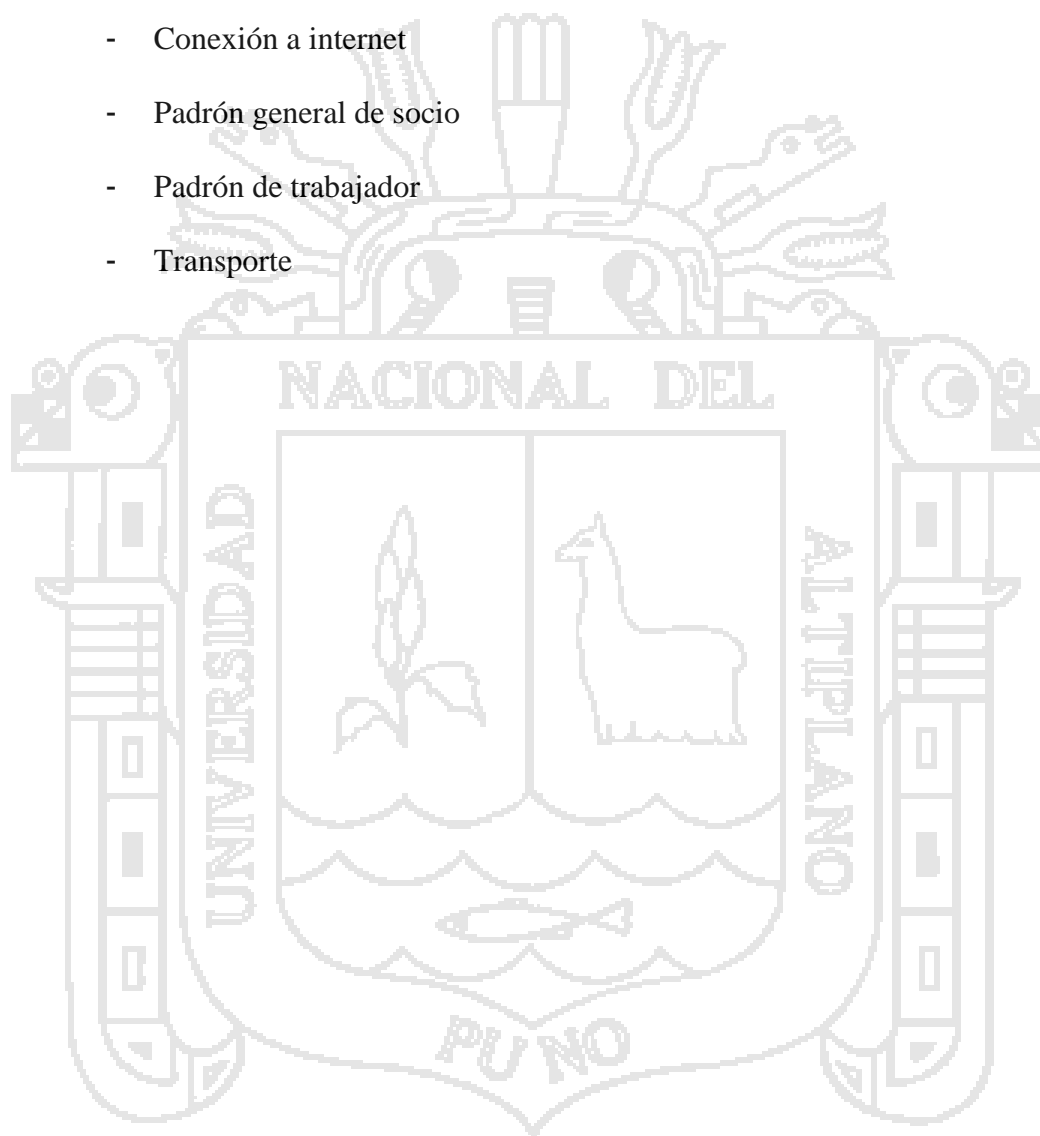 - Conexión a internet
- Padrón general de socio
- Padrón de trabajador
- Transporte
NACIONAL DEL
UNIVERSIDAD
ALTIPLANO
PUNO